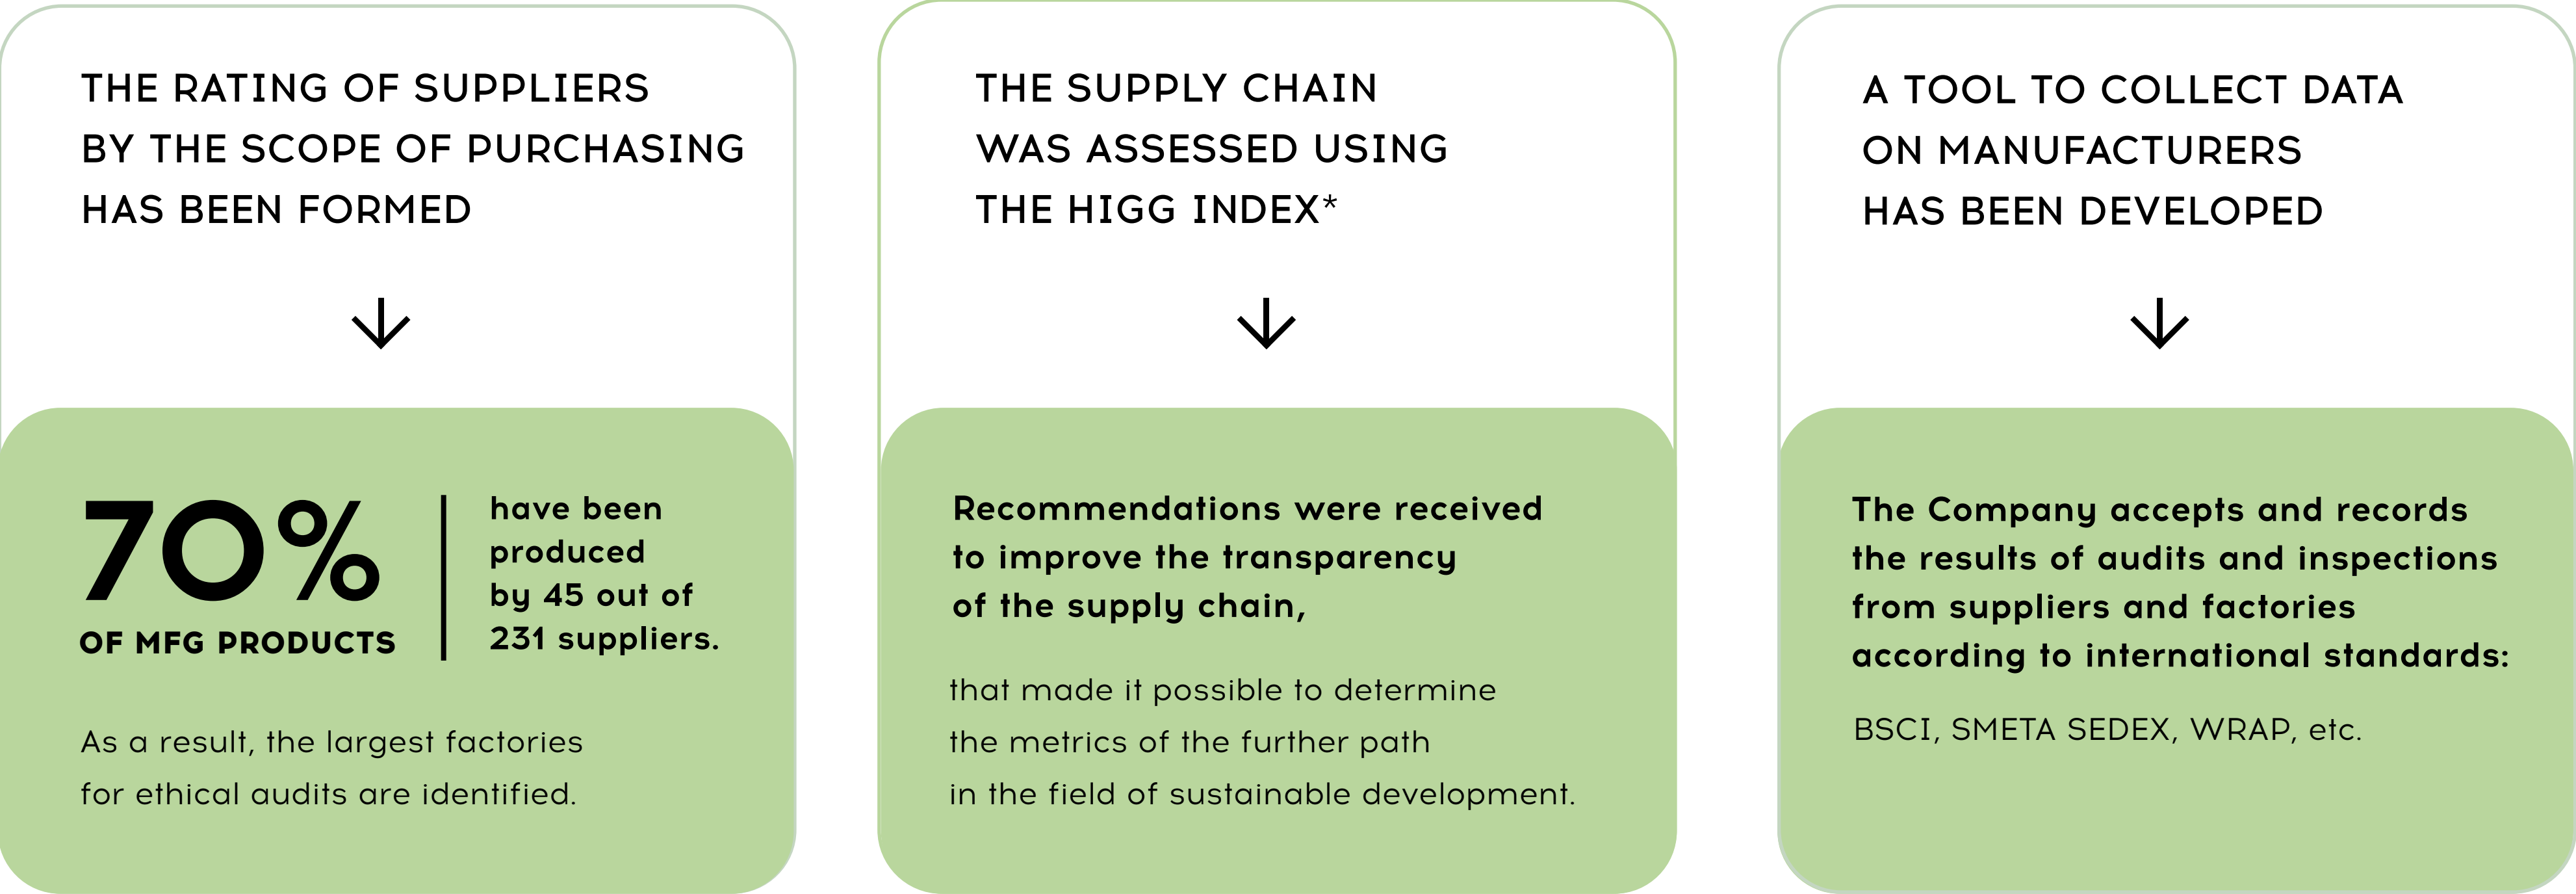 THE RATING OF SUPPLIERS
BY THE SCOPE OF PURCHASING
HAS BEEN FORMED
70%
OF MFG PRODUCTS
have been
produced
by 45 out of
231 suppliers.
As a result, the largest factories
for ethical audits are identified.
THE SUPPLY CHAIN
WAS ASSESSED USING
THE HIGG INDEX*
Recommendations were received
to improve the transparency
of the supply chain,
that made it possible to determine
the metrics of the further path
in the field of sustainable development.
A TOOL TO COLLECT DATA
ON MANUFACTURERS
HAS BEEN DEVELOPED
The Company accepts and records
the results of audits and inspections
from suppliers and factories
according to international standards:
BSCI, SMETA SEDEX, WRAP, etc.